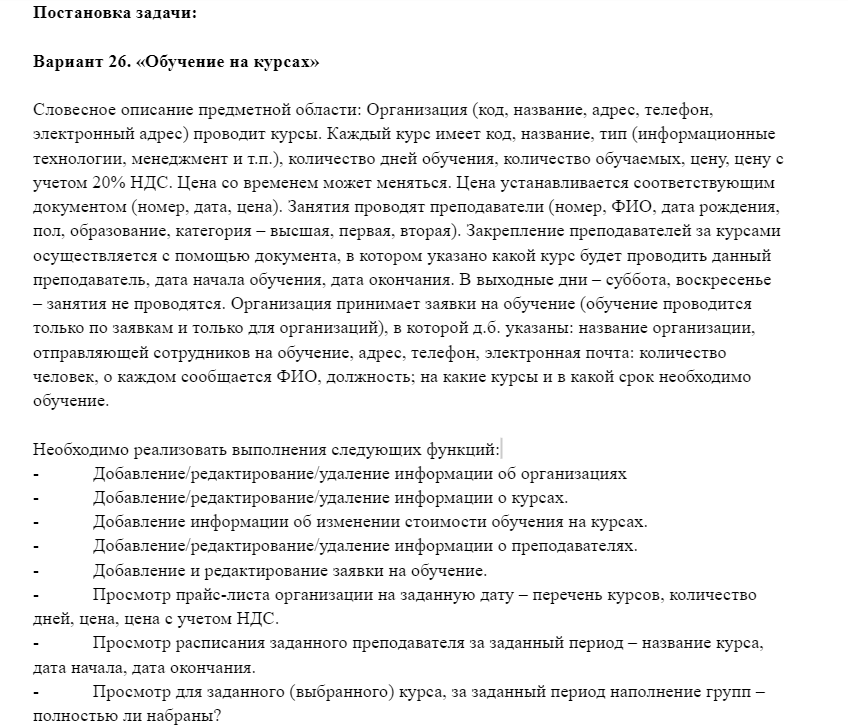 Постановка задачи:
Вариант 26. «Обучение на курсах»
Словесное описание предметной области: Организация (код, название, адрес, телефон,
электронный адрес) проводит курсы. Каждый курс имеет код, название, тип (информационные
технологии, менеджмент и т.п.), количество дней обучения, количество обучаемых, цену, цену с
учетом 20% НДС. Цена со временем может меняться. Цена устанавливается соответствующим
документом (номер, дата, цена). Занятия проводят преподаватели (номер, ФИО, дата рождения,
пол, образование, категория – высшая, первая, вторая). Закрепление преподавателей за курсами
осуществляется с помощью документа, в котором указано какой курс будет проводить данный
преподаватель, дата начала обучения, дата окончания. В выходные дни – суббота, воскресенье
– занятия не проводятся. Организация принимает заявки на обучение (обучение проводится
только по заявкам и только для организаций), в которой д.б. указаны: название организации,
отправляющей сотрудников на обучение, адрес, телефон, электронная почта: количество
человек, о каждом сообщается ФИО, должность; на какие курсы и в какой срок необходимо
обучение.
Необходимо реализовать выполнения следующих функций:
- Добавление/редактирование/удаление информации об организациях
- Добавление/редактирование/удаление информации о курсах.
- Добавление информации об изменении стоимости обучения на курсах.
- Добавление/редактирование/удаление информации о преподавателях.
- Добавление и редактирование заявки на обучение.
- Просмотр прайс-листа организации на заданную дату – перечень курсов, количество
дней, цена, цена с учетом НДС.
- Просмотр расписания заданного преподавателя за заданный период – название курса,
дата начала, дата окончания.
- Просмотр для заданного (выбранного) курса, за заданный период наполнение групп –
полностью ли набраны?